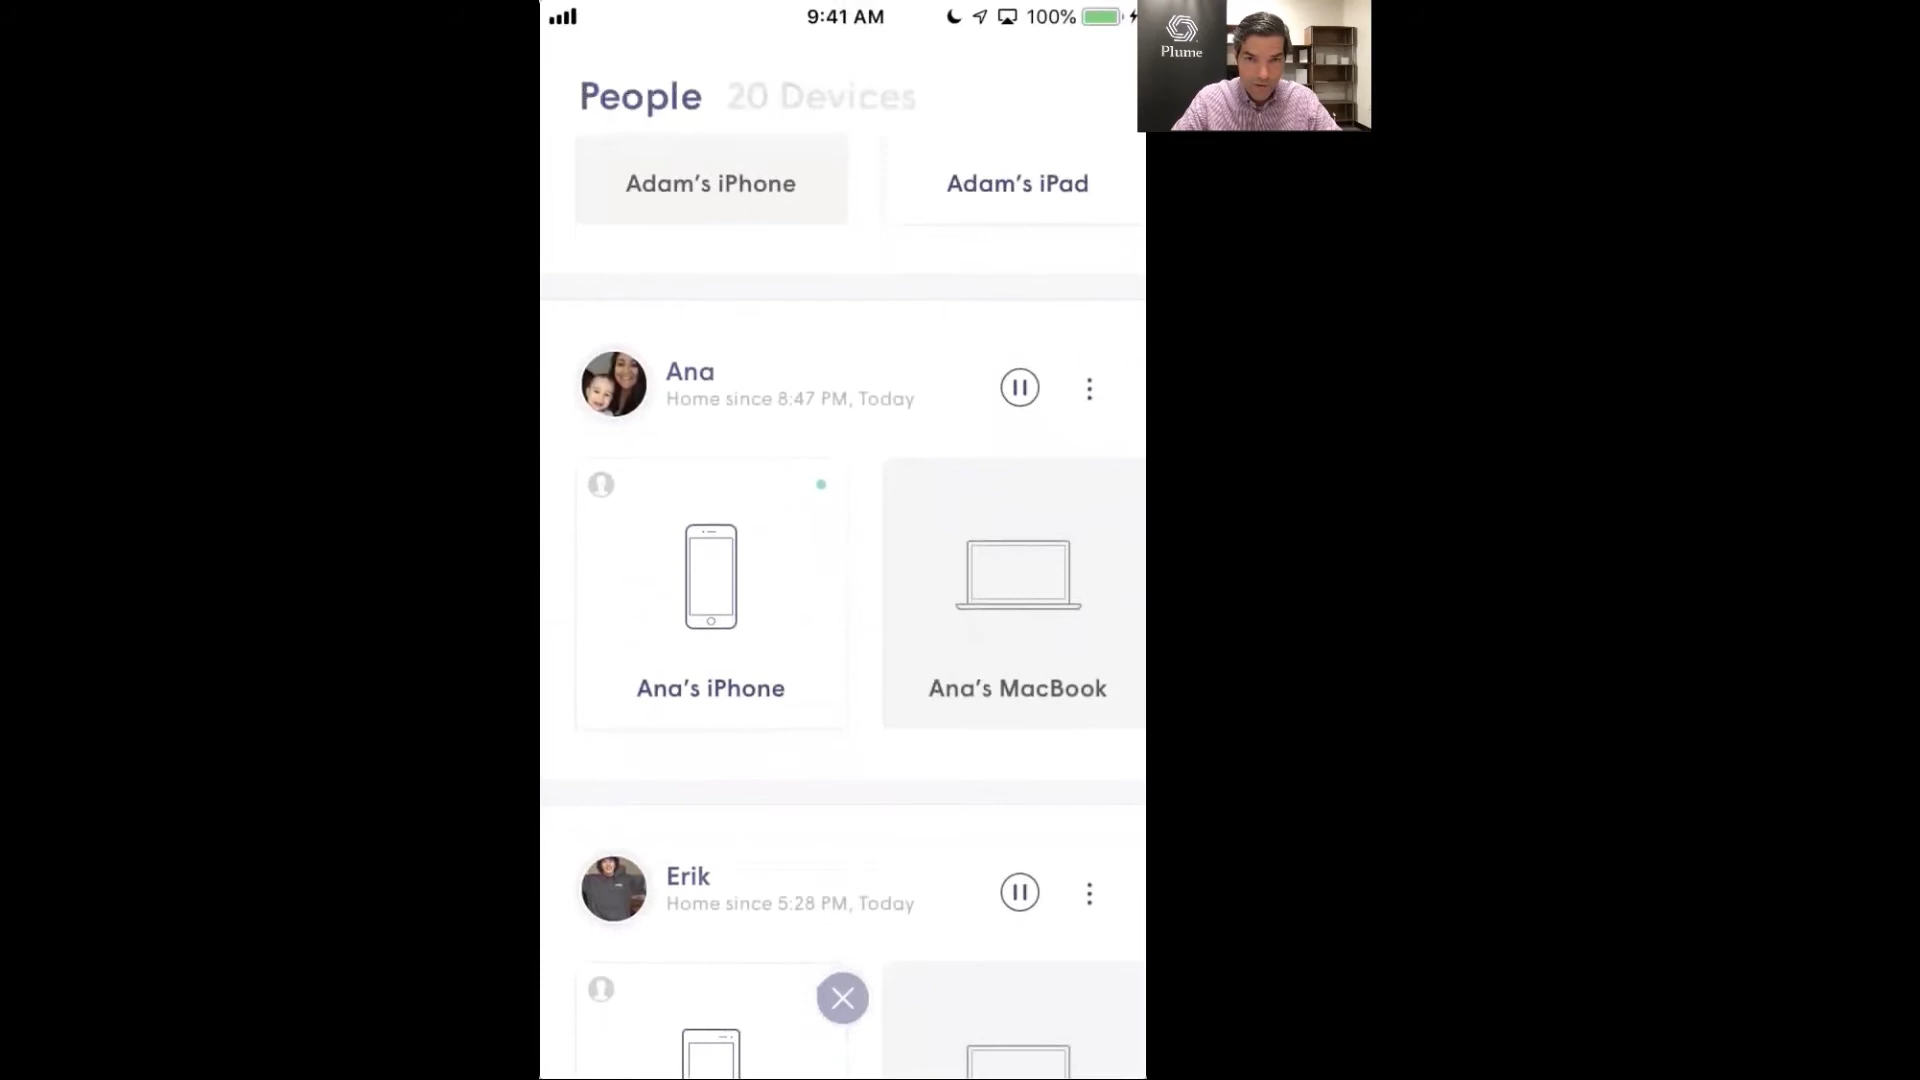 9:41 AM
100%
Plume
People
20 Devices
Adam's iPhone
Adam's iPad
Ana
Home since 8:47 PM, Today
Ana's iPhone
Ana's MacBook
Erik
Home since 5:28 PM, Today